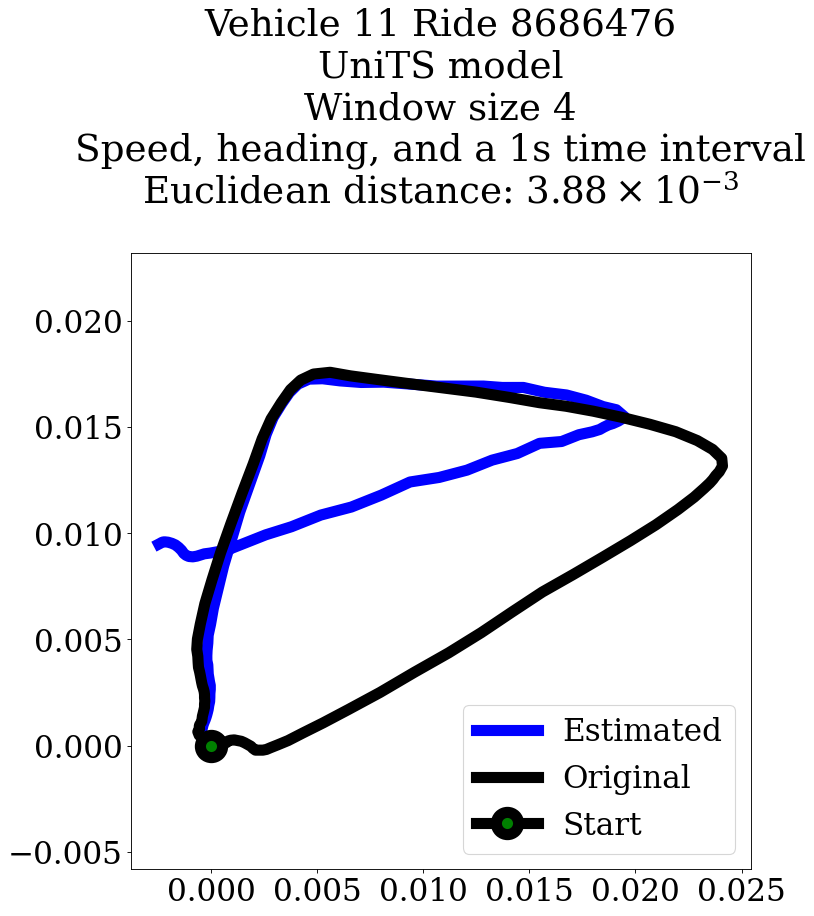 Vehicle 11 Ride 8686476
UniTS model
Window size 4
Speed, heading, and a 1s time interval
Euclidean distance: 3.88 × 10⁻³
0.020
0.015
0.010
0.005
0.000
−0.005
Estimated
Original
Start
0.000 0.005 0.010 0.015 0.020 0.025